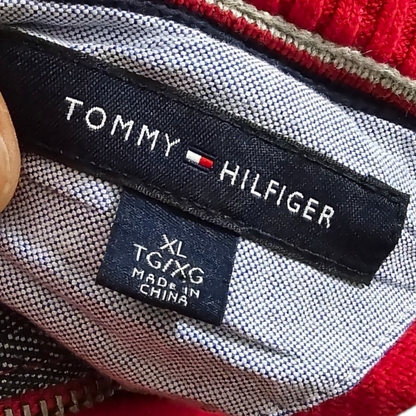 TOMMY HILFIGER
XL
TG/XG
MADE IN
CHINA